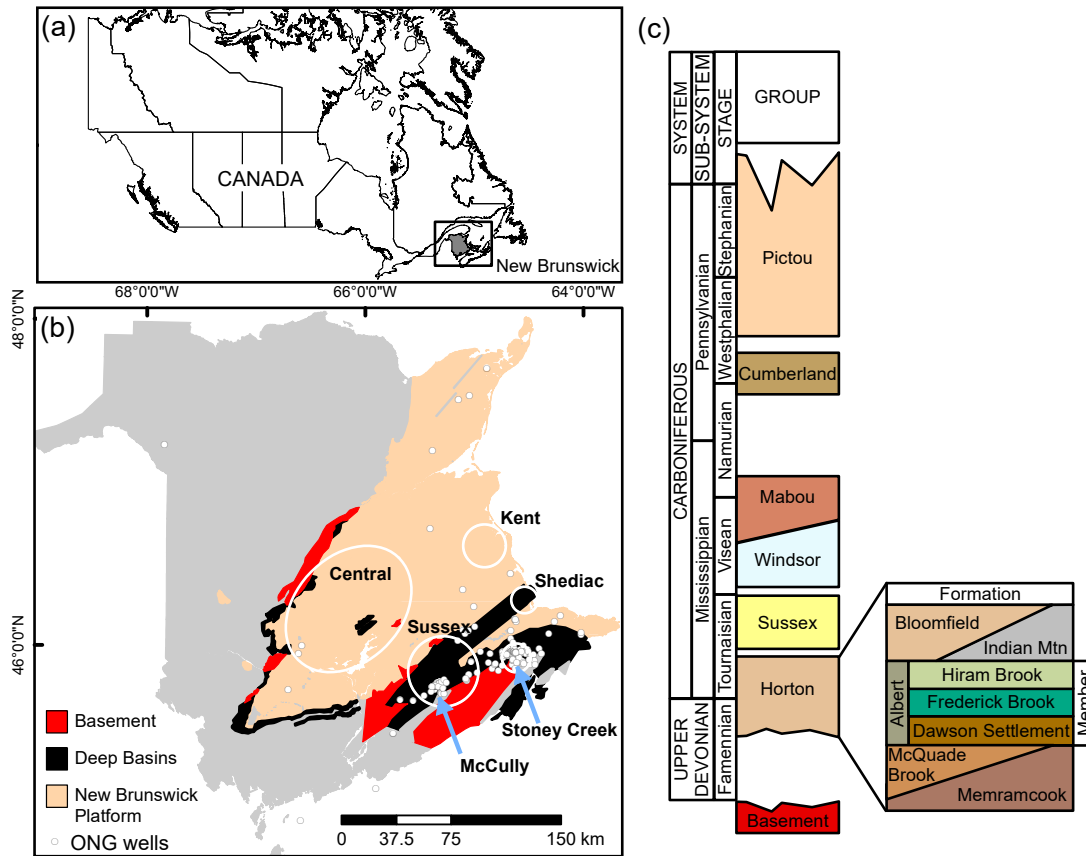 (a)
CANADA
New Brunswick
68°0'0"W
66°0'0"W
64°0'0"W
48°0'0"N
46°0'0"N
(b)
Kent
Central
Shediac
Sussex
Stoney Creek
McCully
Basement
Deep Basins
New Brunswick
Platform
ONG wells
0
37.5
75
150 km
(c)
SYSTEM
SUB-SYSTEM
STAGE
GROUP
CARBONIFEROUS
UPPER
DEVONIAN
Pennsylvanian
Mississippian
Stephanian
Westphalian
Namurian
Visean
Tournaisian
Famennian
Pictou
Cumberland
Mabou
Windsor
Sussex
Horton
Basement
Formation
Bloomfield
Indian Mtn
Albert
Hiram Brook
Frederick Brook
Dawson Settlement
Member
McQuade
Brook
Memramcook